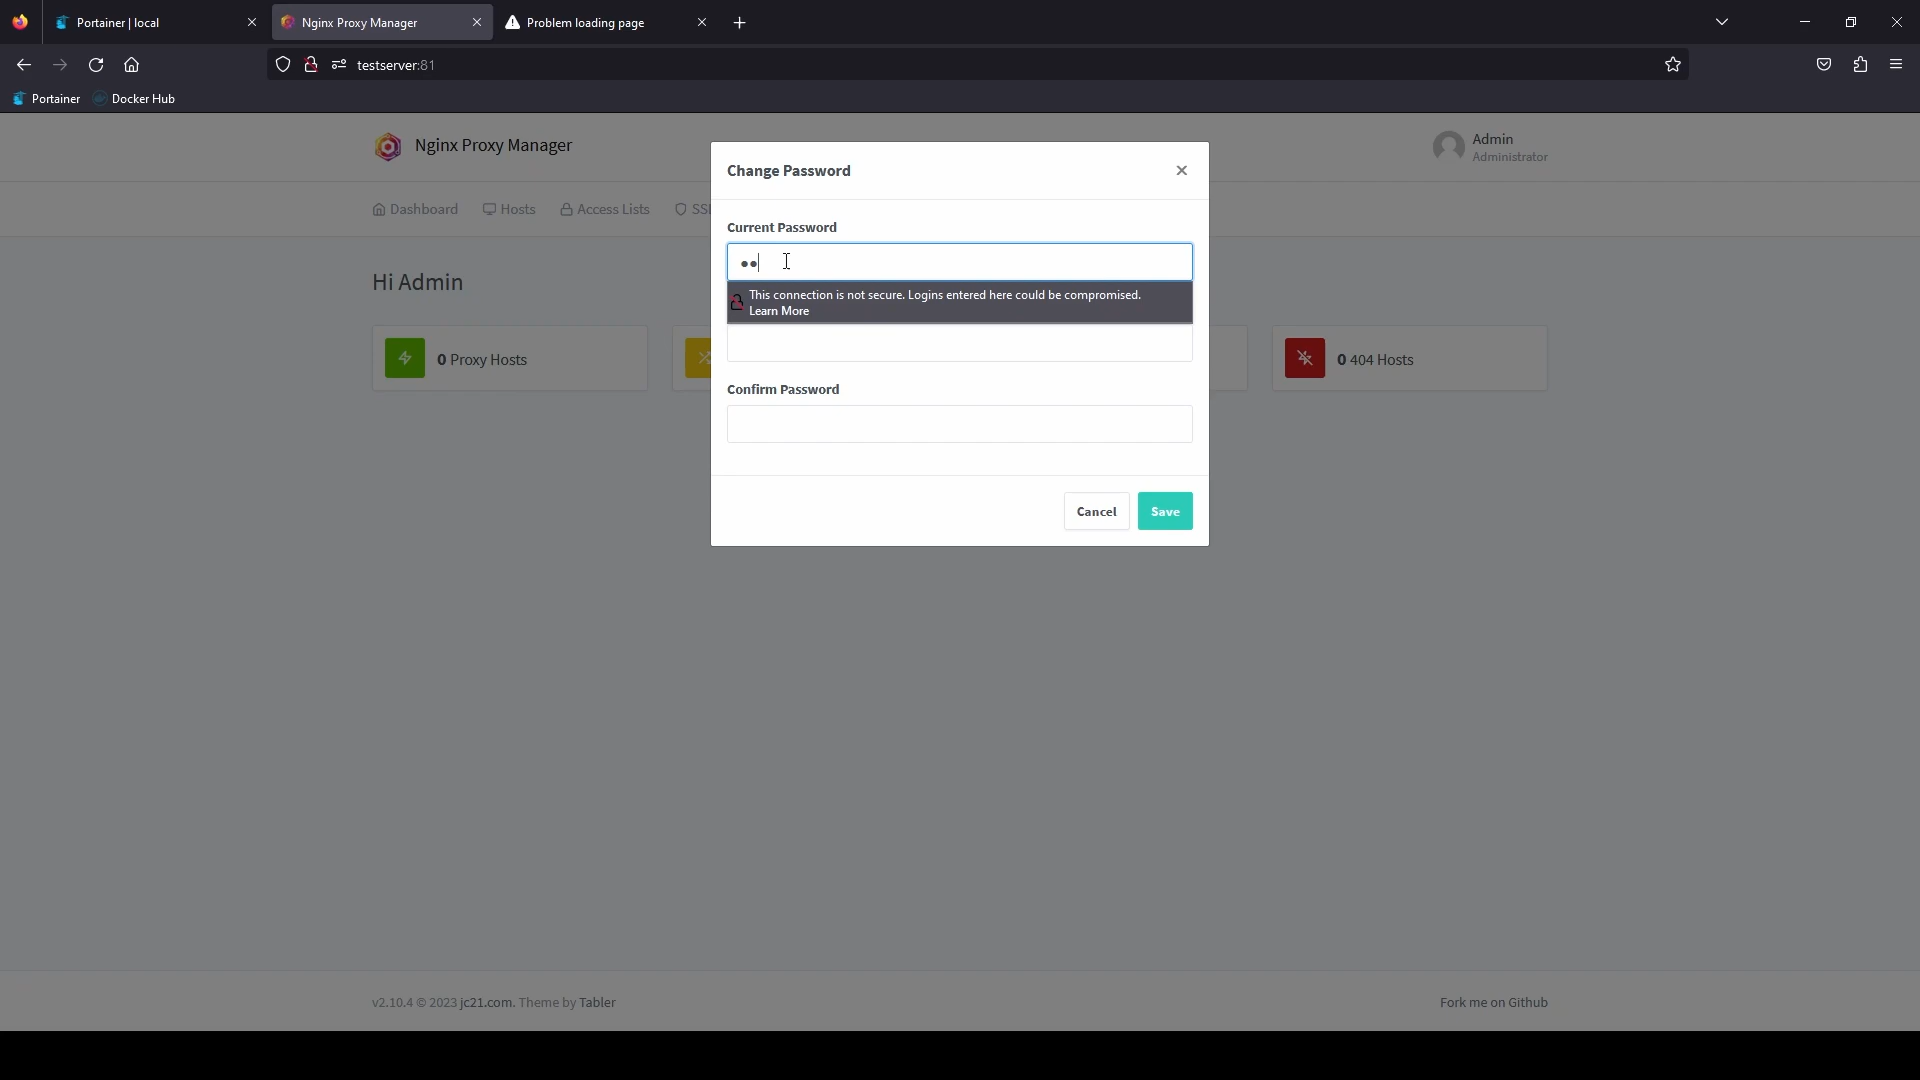 Portainer | local
Nginx Proxy Manager
Problem loading page
testserver:81
Portainer
Docker Hub
Nginx Proxy Manager
Admin
Administrator
Dashboard
Hosts
Access Lists
Change Password
Current Password
This connection is not secure. Logins entered here could be compromised.
Learn More
Hi Admin
0 Proxy Hosts
0 404 Hosts
Confirm Password
Cancel
Save
v2.10.4 © 2023 jc21.com. Theme by Tabler
Fork me on Github